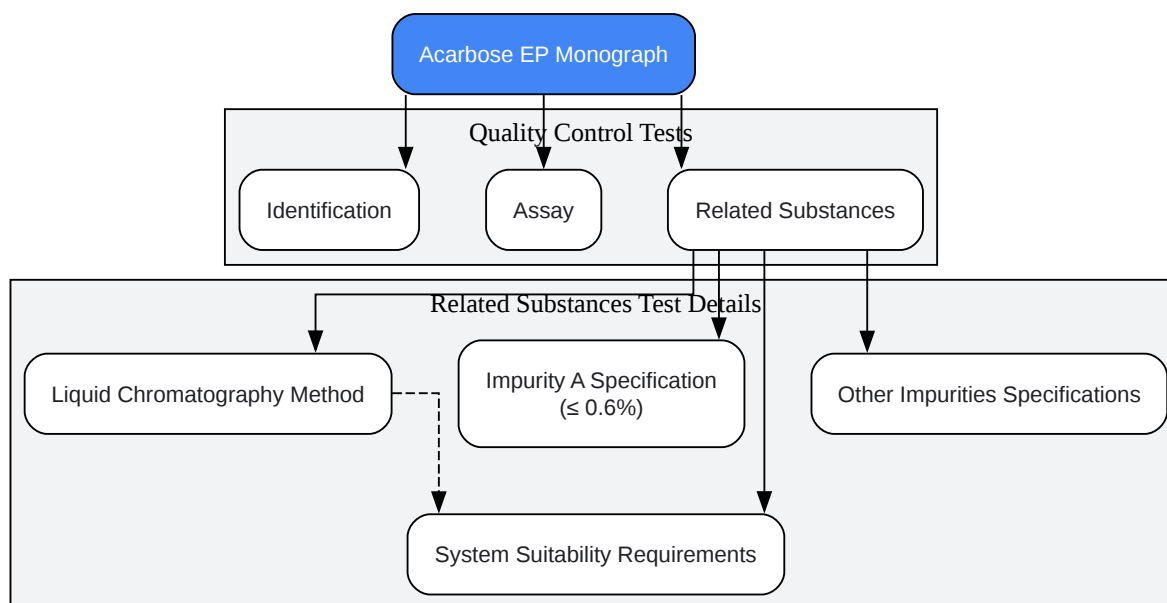 Acarbose EP Monograph
Quality Control Tests
Identification
Assay
Related Substances
Related Substances Test Details
Liquid Chromatography Method
Impurity A Specification
(≤ 0.6%)
Other Impurities Specifications
System Suitability Requirements